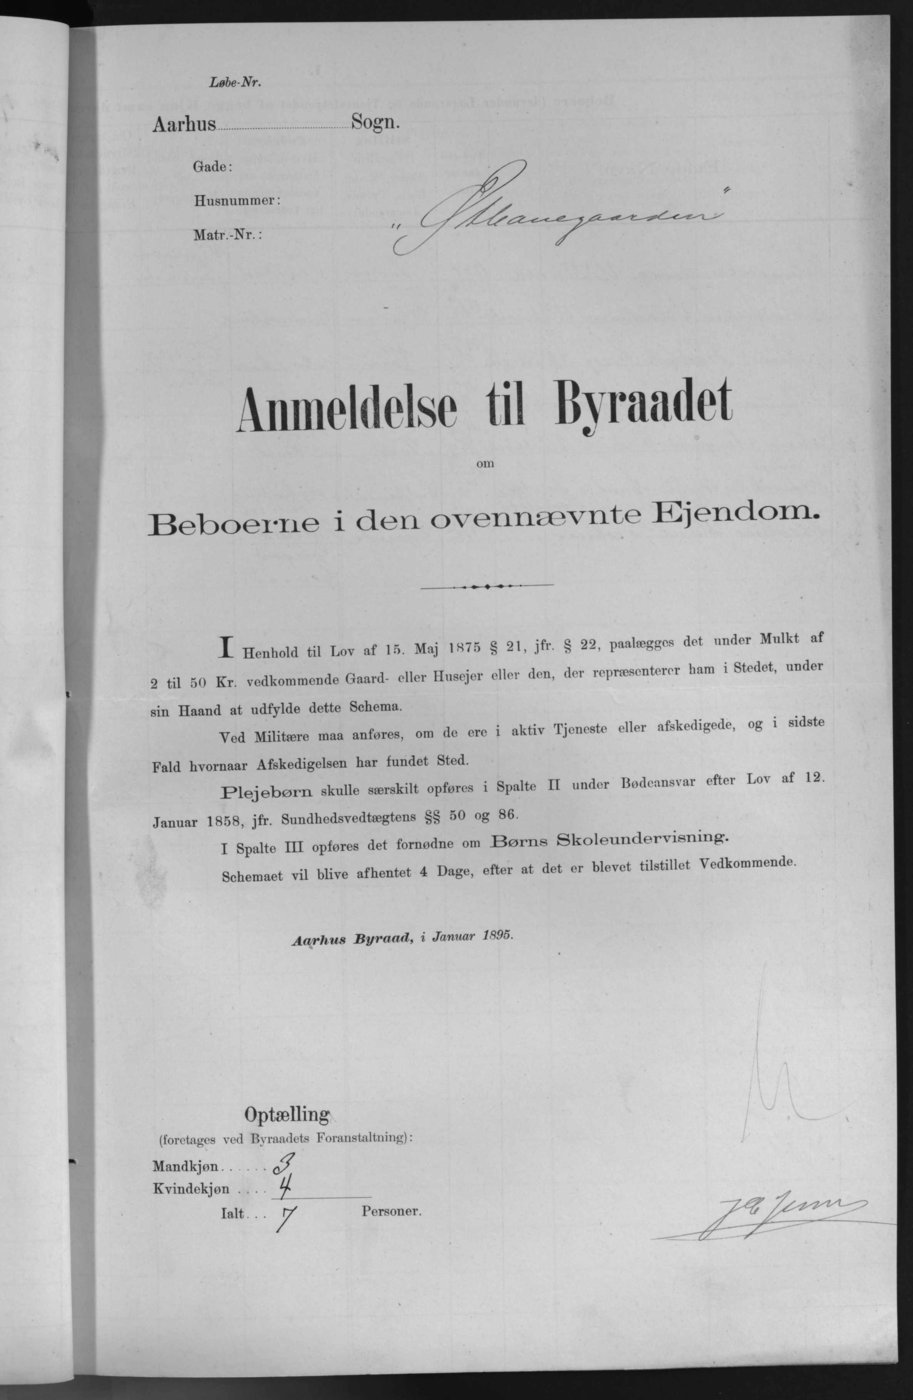 Løbe-Nr.
Aarhus Sogn.
Gade:
Husnummer:
Matr.-Nr.:
Anmeldelse til Byraadet
om
Beboerne i den ovennævnte Ejendom.
I Henhold til Lov af 15. Maj 1875 § 21, jfr. § 22, paalægges det under Mulkt af
2 til 50 Kr. vedkommende Gaard- eller Husejer eller den, der repræsenterer ham i Stedet, under
sin Haand at udfylde dette Schema.
Ved Militære maa anføres, om de ere i aktiv Tjeneste eller afskedigede, og i sidste
Fald hvornaar Afskedigelsen har fundet Sted.
Plejebørn skulle særskilt opføres i Spalte II under Bødeansvar efter Lov af 12.
Januar 1858, jfr. Sundhedsvedtægtens §§ 50 og 86.
I Spalte III opføres det fornødne om Børns Skoleundervisning.
Schemaet vil blive afhentet 4 Dage, efter at det er blevet tilstillet Vedkommende.
Aarhus Byraad, i Januar 1895.
Optælling
(foretages ved Byraadets Foranstaltning):
Mandkjøn...... 3
Kvindekjøn .... 4
Ialt... 7 Personer.